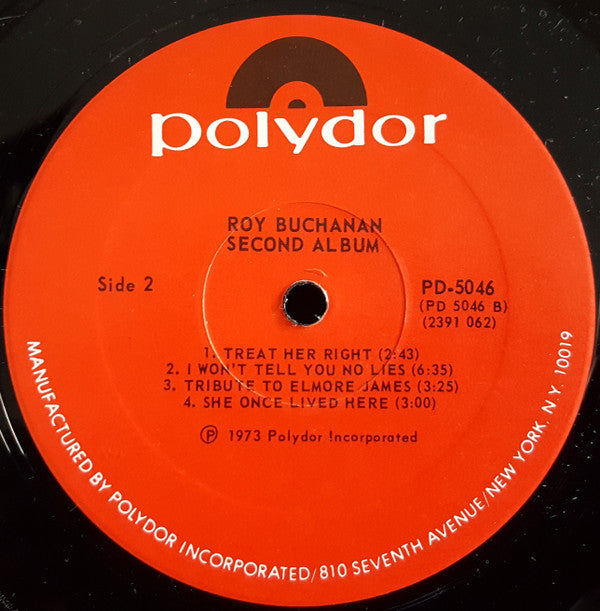 polydor
ROY BUCHANAN
SECOND ALBUM
Side 2
PD-5046
(PD 5046 B)
(2391 062)
1. TREAT HER RIGHT (2:43)
2. I WON'T TELL YOU NO LIES (6:35)
3. TRIBUTE TO ELMORE JAMES (3:25)
4. SHE ONCE LIVED HERE (3:00)
Ⓟ 1973 Polydor Incorporated
MANUFACTURED BY POLYDOR INCORPORATED/810 SEVENTH AVENUE/NEW YORK. N.Y. 10019